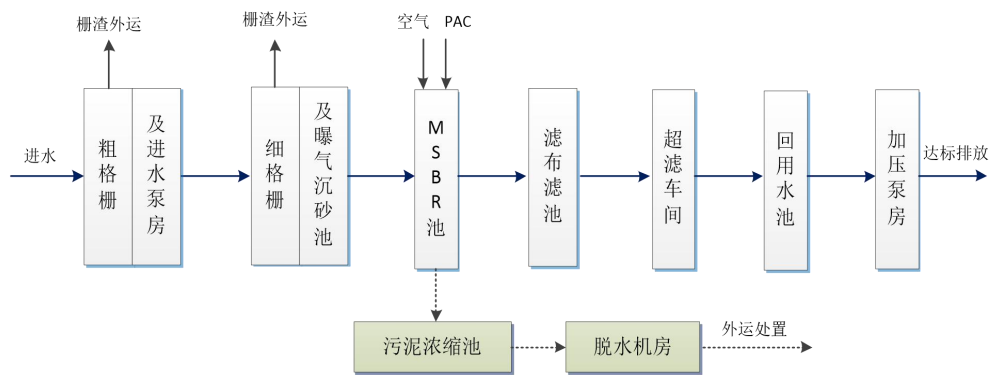 栅渣外运
栅渣外运
空气 PAC
进水
粗格栅
及进水泵房
细格栅
及曝气沉砂池
MSBR池
滤布滤池
超滤车间
回用水池
加压泵房
达标排放
污泥浓缩池
脱水机房
外运处置